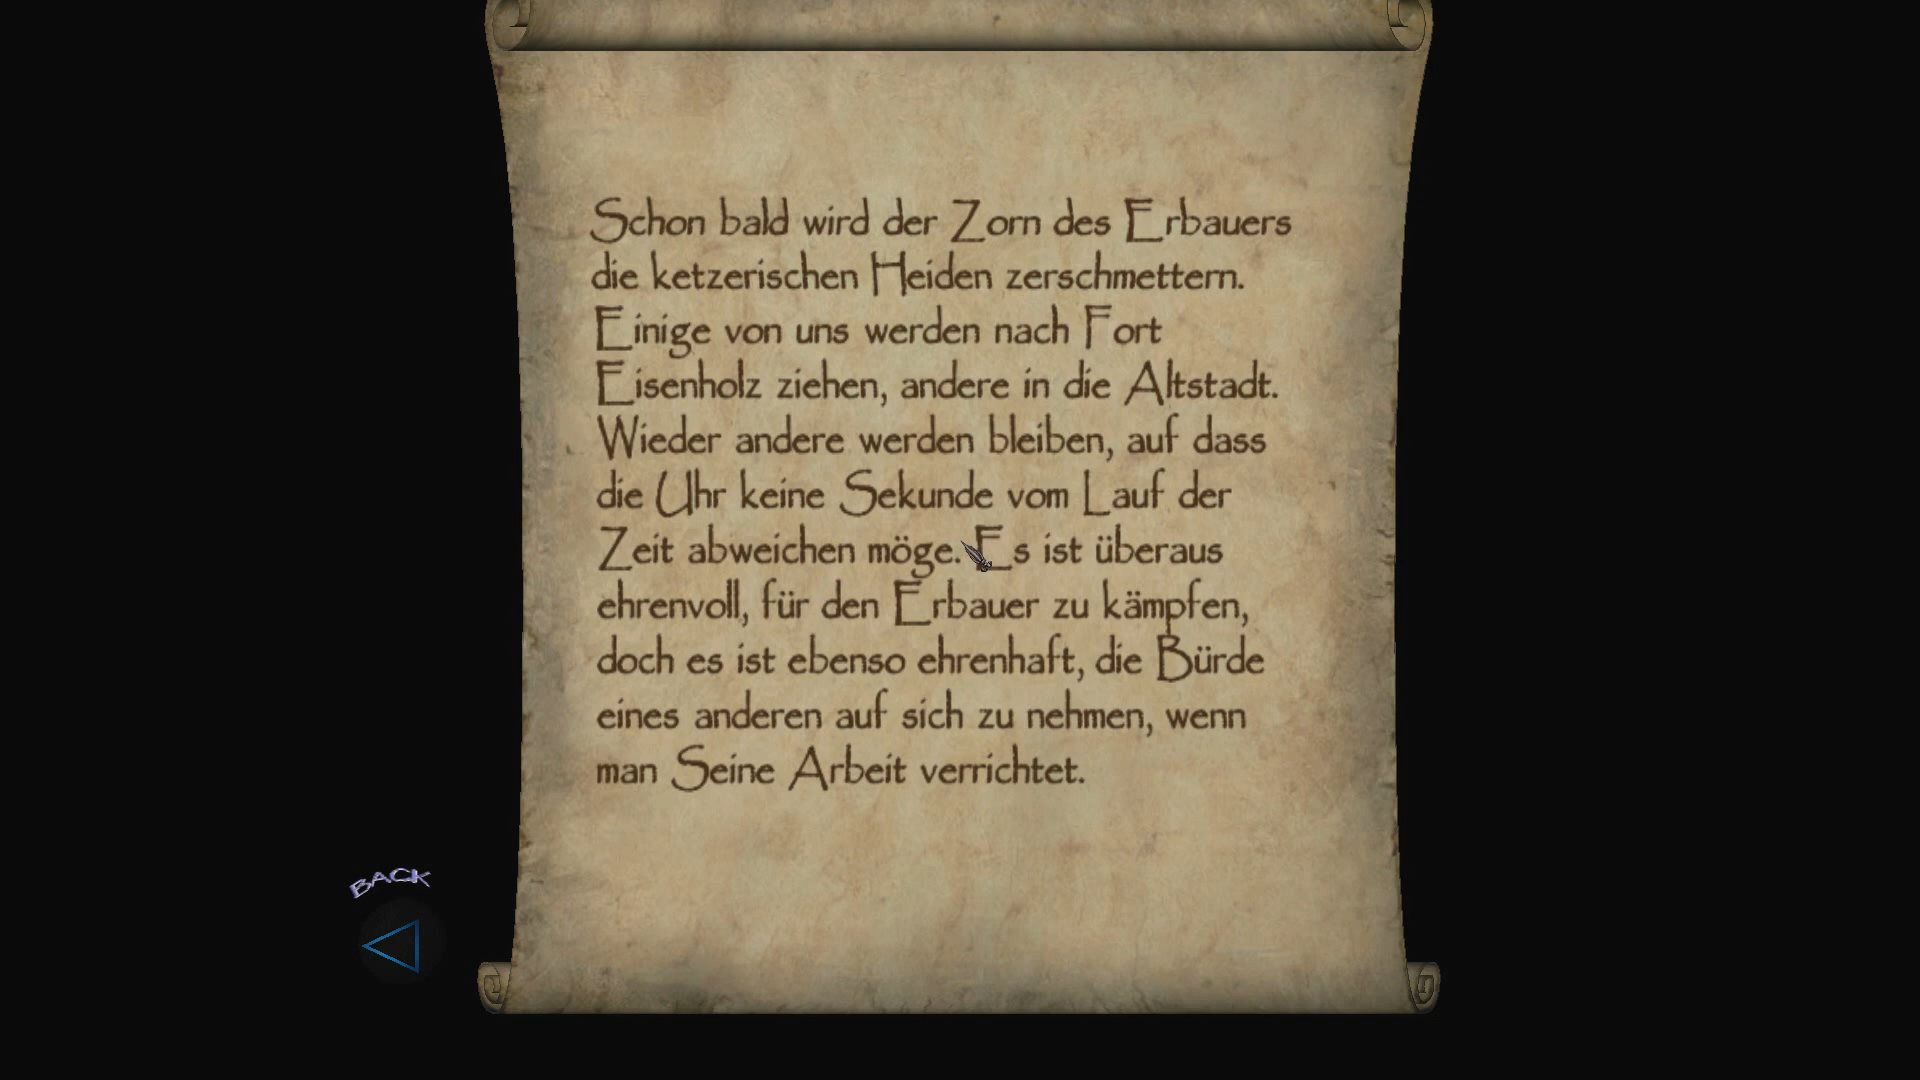 Schon bald wird der Zorn des Erbauers
die ketzerischen Heiden zerschmettern.
Einige von uns werden nach Fort
Eisenholz ziehen, andere in die Altstadt.
Wieder andere werden bleiben, auf dass
die Uhr keine Sekunde vom Lauf der
Zeit abweichen möge. Es ist überaus
ehrenvoll, für den Erbauer zu kämpfen,
doch es ist ebenso ehrenhaft, die Bürde
eines anderen auf sich zu nehmen, wenn
man Seine Arbeit verrichtet.
BACK